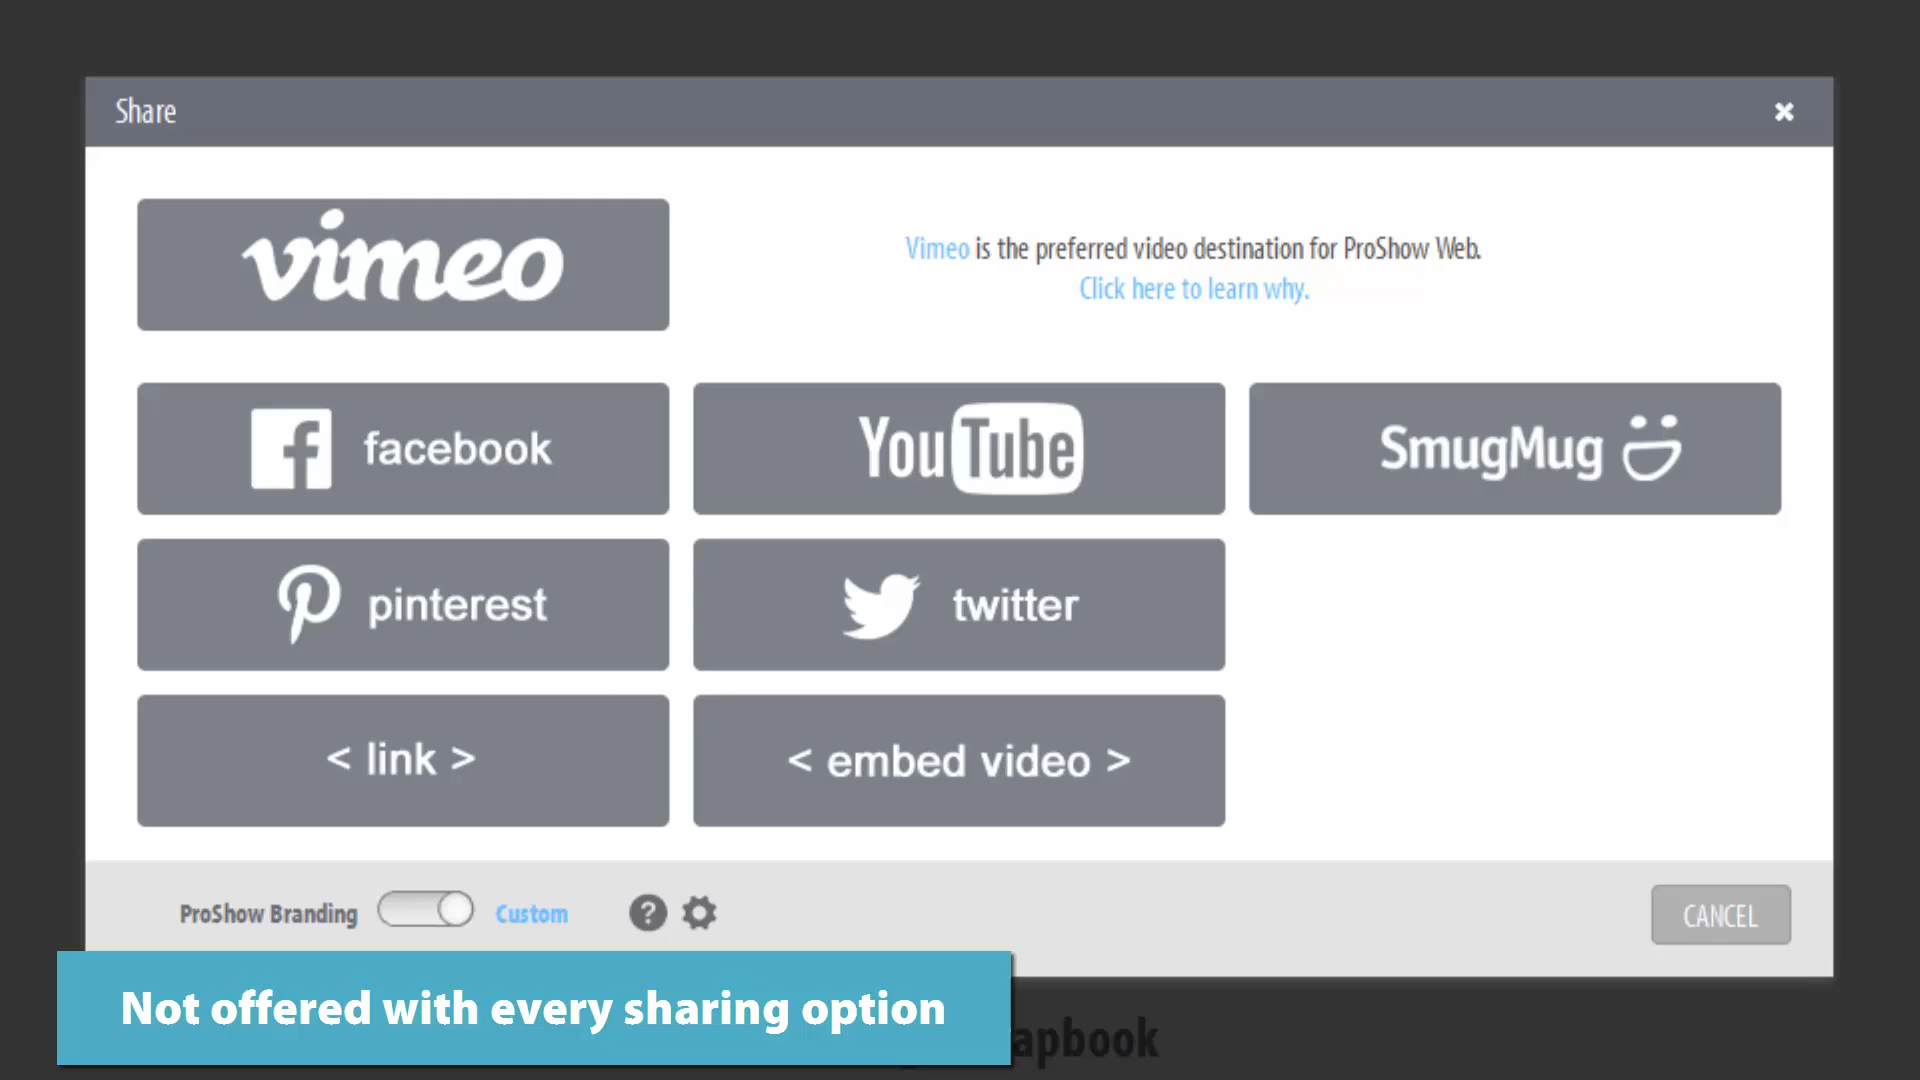 Share
vimeo
Vimeo is the preferred video destination for ProShow Web.
Click here to learn why.
facebook
YouTube
SmugMug
pinterest
twitter
< link >
< embed video >
ProShow Branding
Custom
?
CANCEL
Not offered with every sharing option
apbook